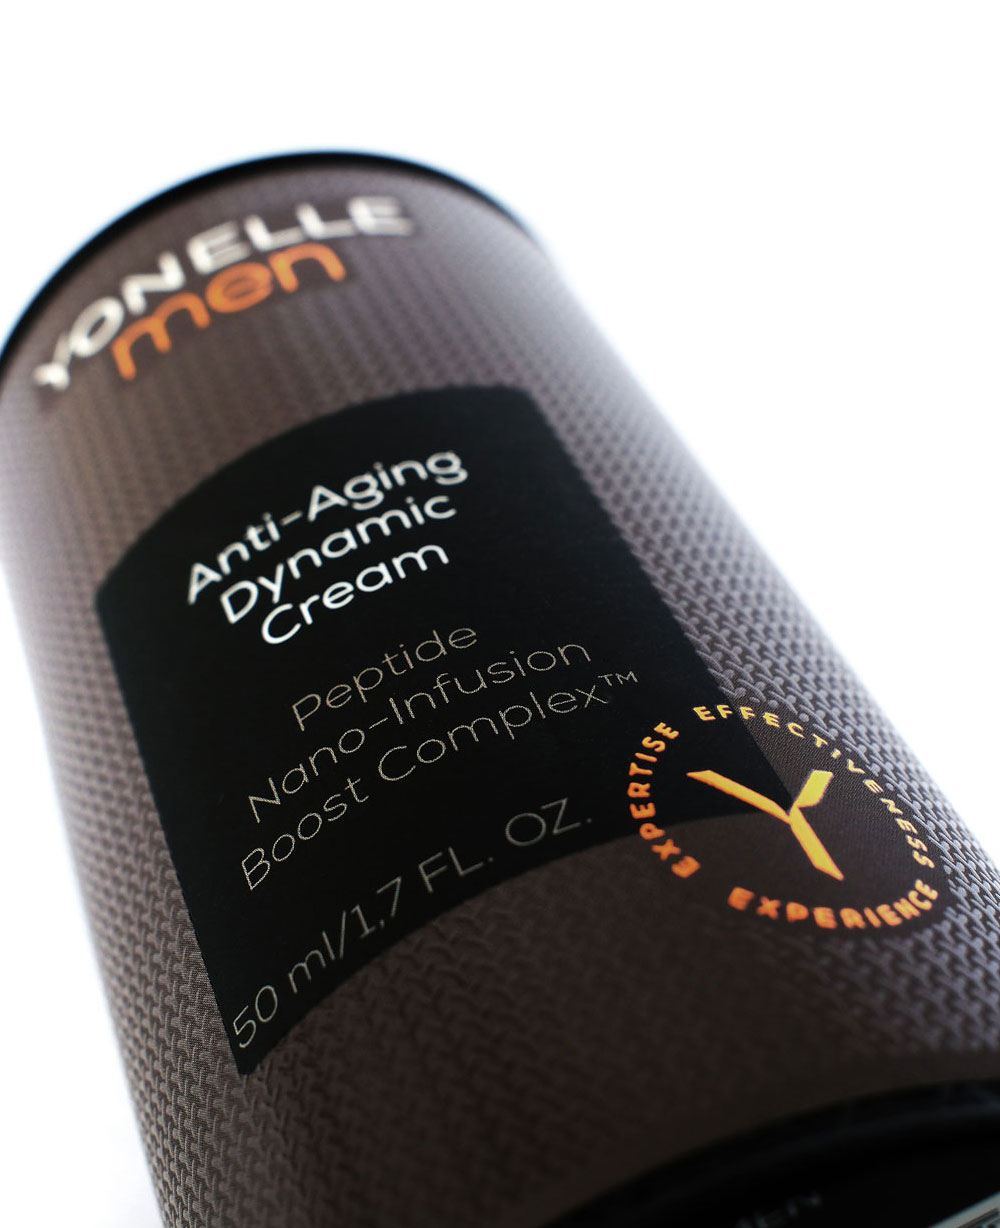 YONELLE
men
Anti-Aging
Dynamic
Cream
Peptide
Nano-Infusion
Boost Complex™
50 ml/1,7 FL. OZ.
EXPERTISE EFFECTIVENESS EXPERIENCE
Y